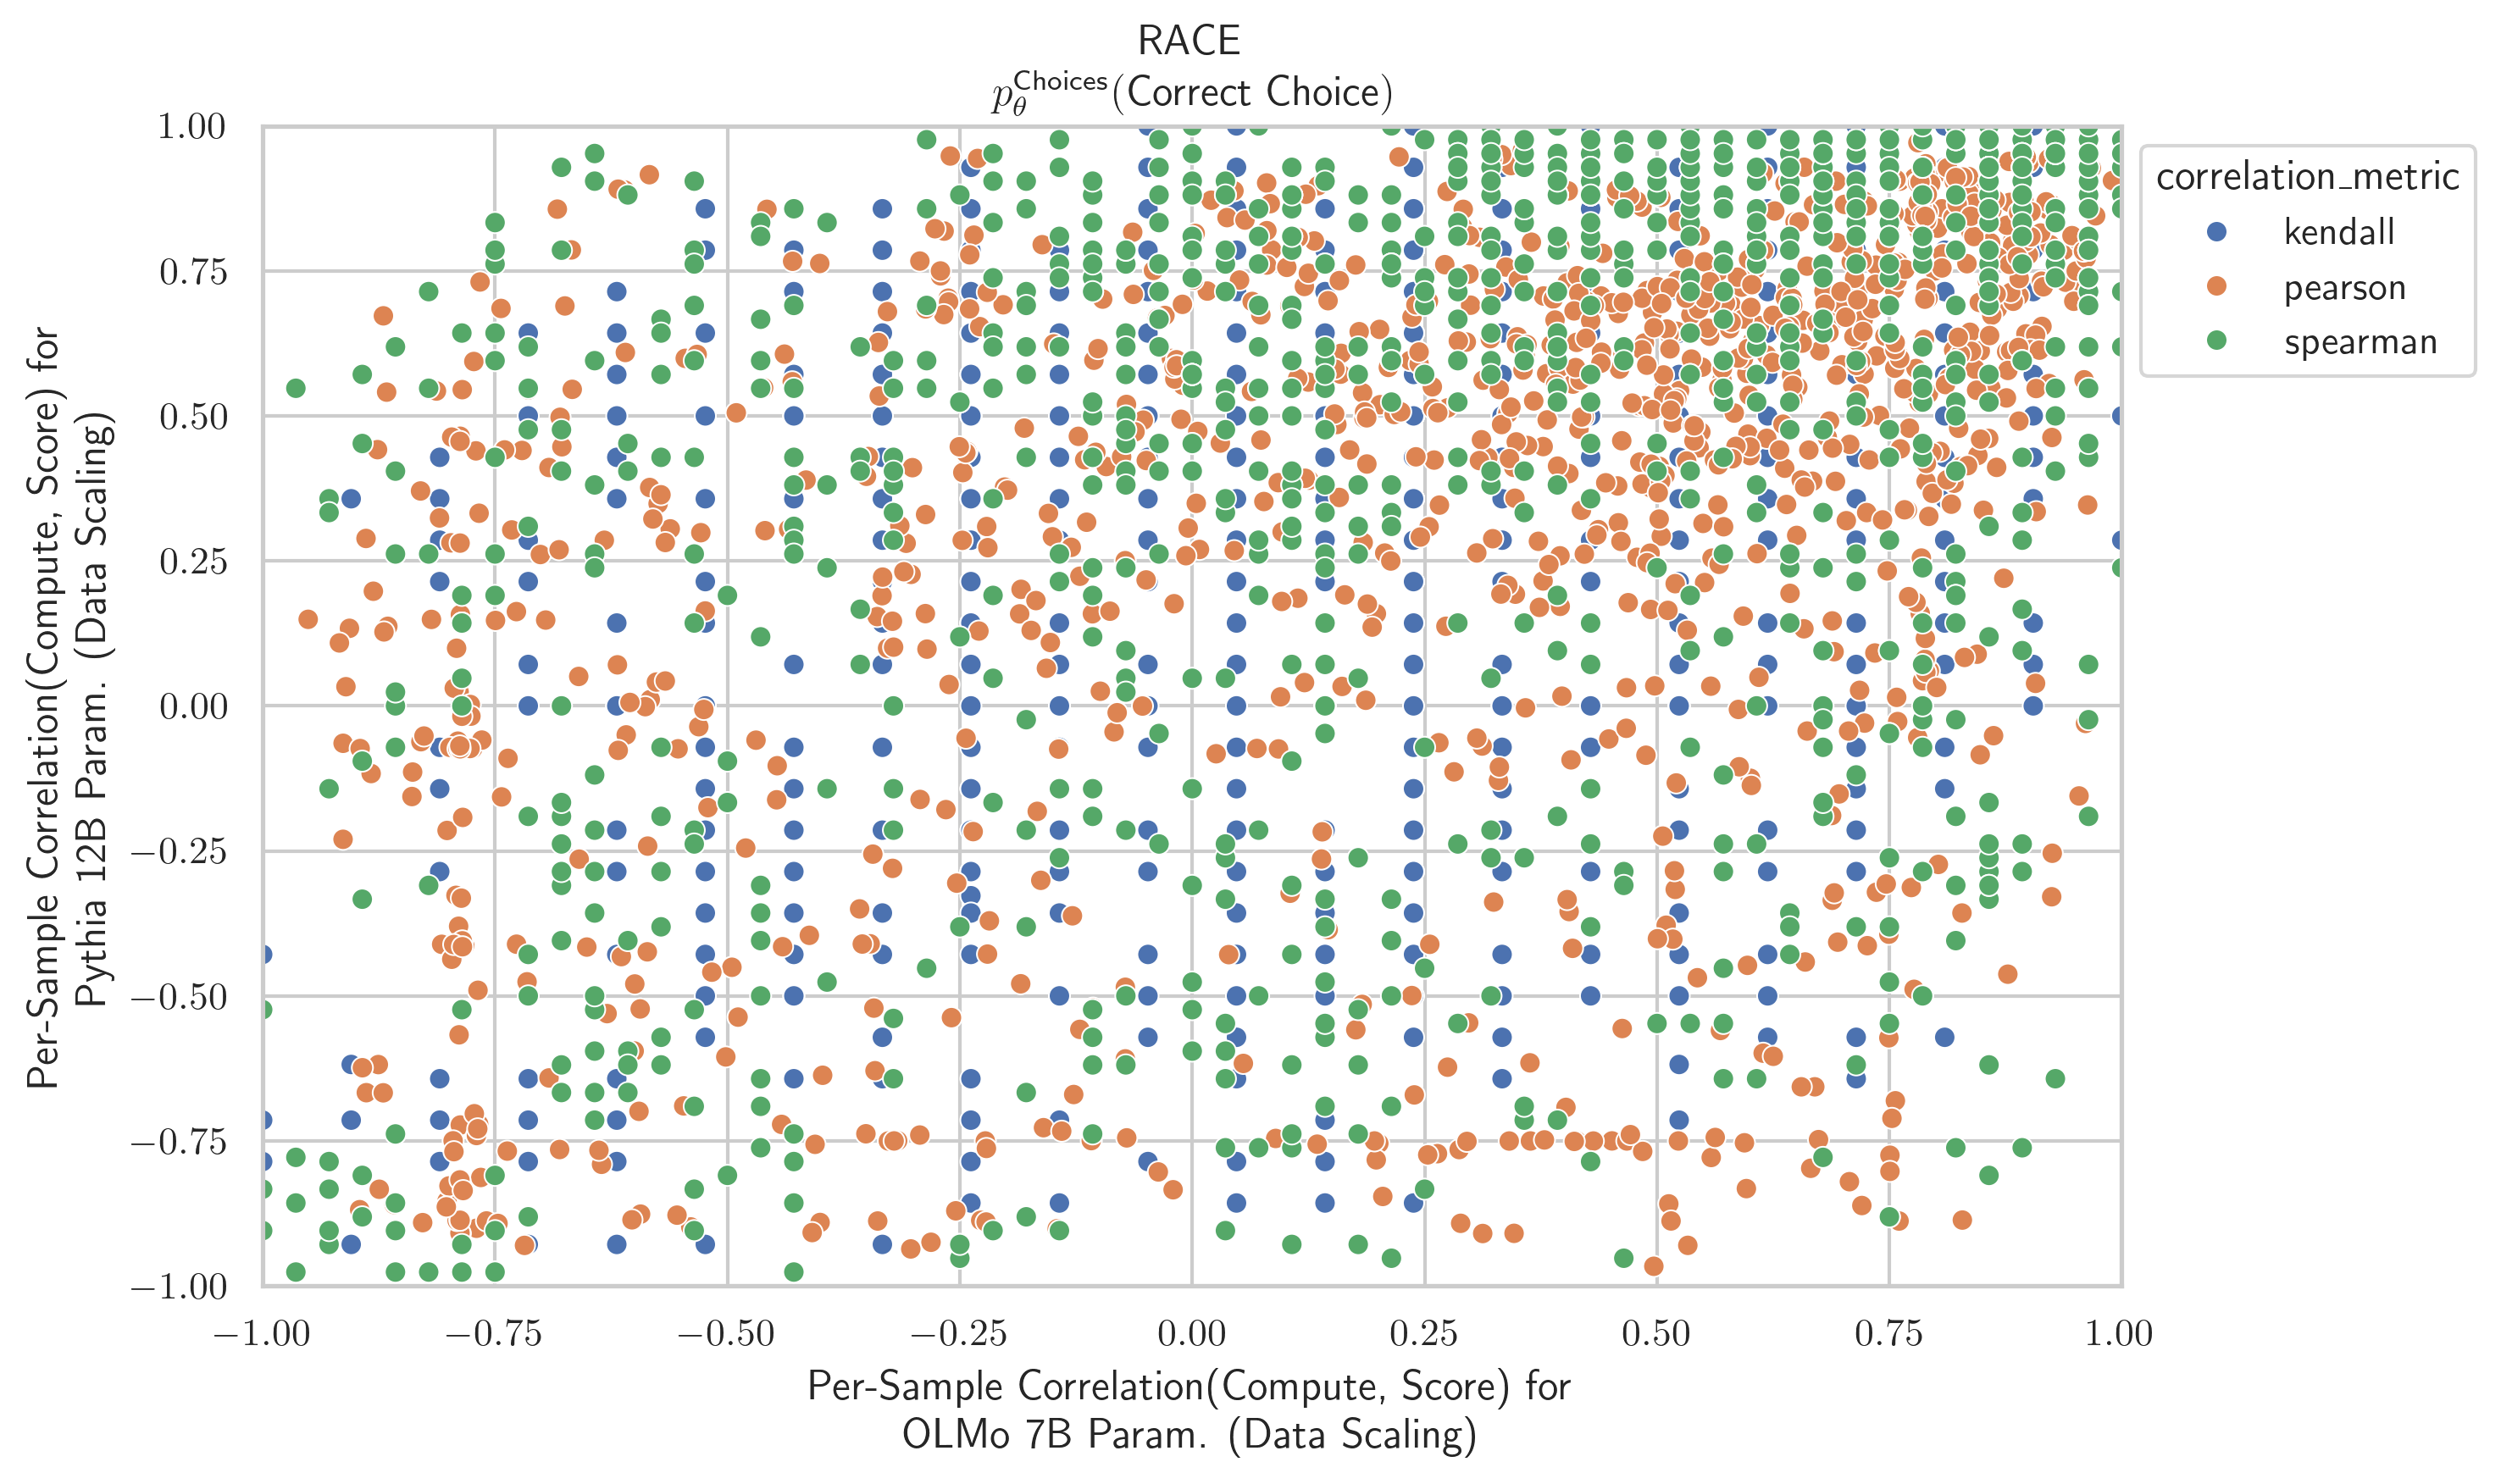 RACE
p_θ^Choices(Correct Choice)
1.00
0.75
0.50
0.25
0.00
−0.25
−0.50
−0.75
−1.00
Per-Sample Correlation(Compute, Score) for
Pythia 12B Param. (Data Scaling)
−1.00 −0.75 −0.50 −0.25 0.00 0.25 0.50 0.75 1.00
Per-Sample Correlation(Compute, Score) for
OLMo 7B Param. (Data Scaling)
correlation_metric
kendall
pearson
spearman